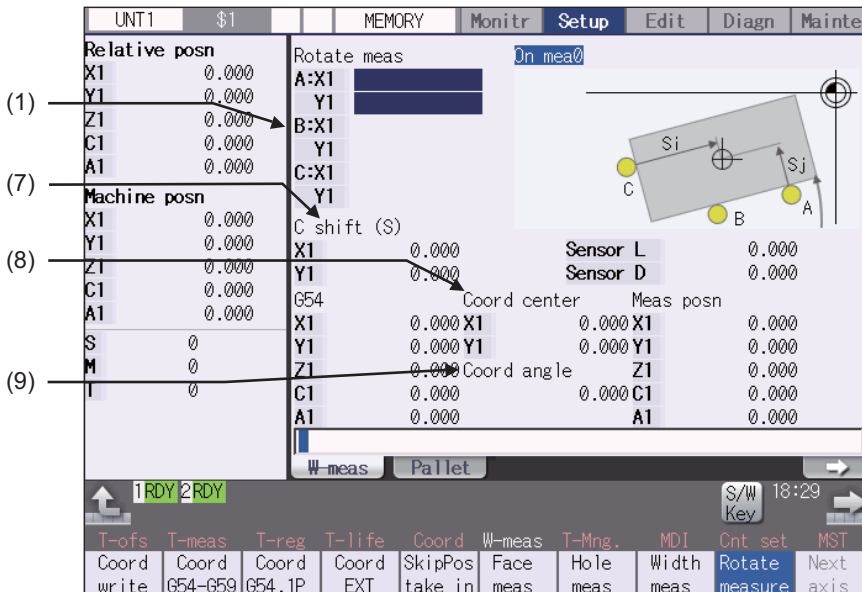 UNT1 $1 MEMORY Monitr Setup Edit Diagn Mainte
Relative posn
X1 0.000
Y1 0.000
Z1 0.000
C1 0.000
A1 0.000
Machine posn
X1 0.000
Y1 0.000
Z1 0.000
C1 0.000
A1 0.000
S 0
M 0
T 0
(1)
(7)
(8)
(9)
Rotate meas On mea0
A:X1
Y1
B:X1
Y1
C:X1
Y1
Si
Sj
C
B
A
C shift (S)
X1 0.000 Sensor L 0.000
Y1 0.000 Sensor D 0.000
G54 Coord center Meas posn
X1 0.000 X1 0.000 X1 0.000
Y1 0.000 Y1 0.000 Y1 0.000
Z1 0.000 Coord angle Z1 0.000
C1 0.000 0.000 C1 0.000
A1 0.000 A1 0.000
W-meas Pallet
1 RDY 2 RDY S/W Key 18:29
T-ofs T-meas T-reg T-life Coord W-meas T-Mng. MDI Cnt set MST
Coord Coord Coord Coord SkipPos Face Hole Width Rotate Next
write G54-G59 G54.1P EXT take in meas meas meas measure axis